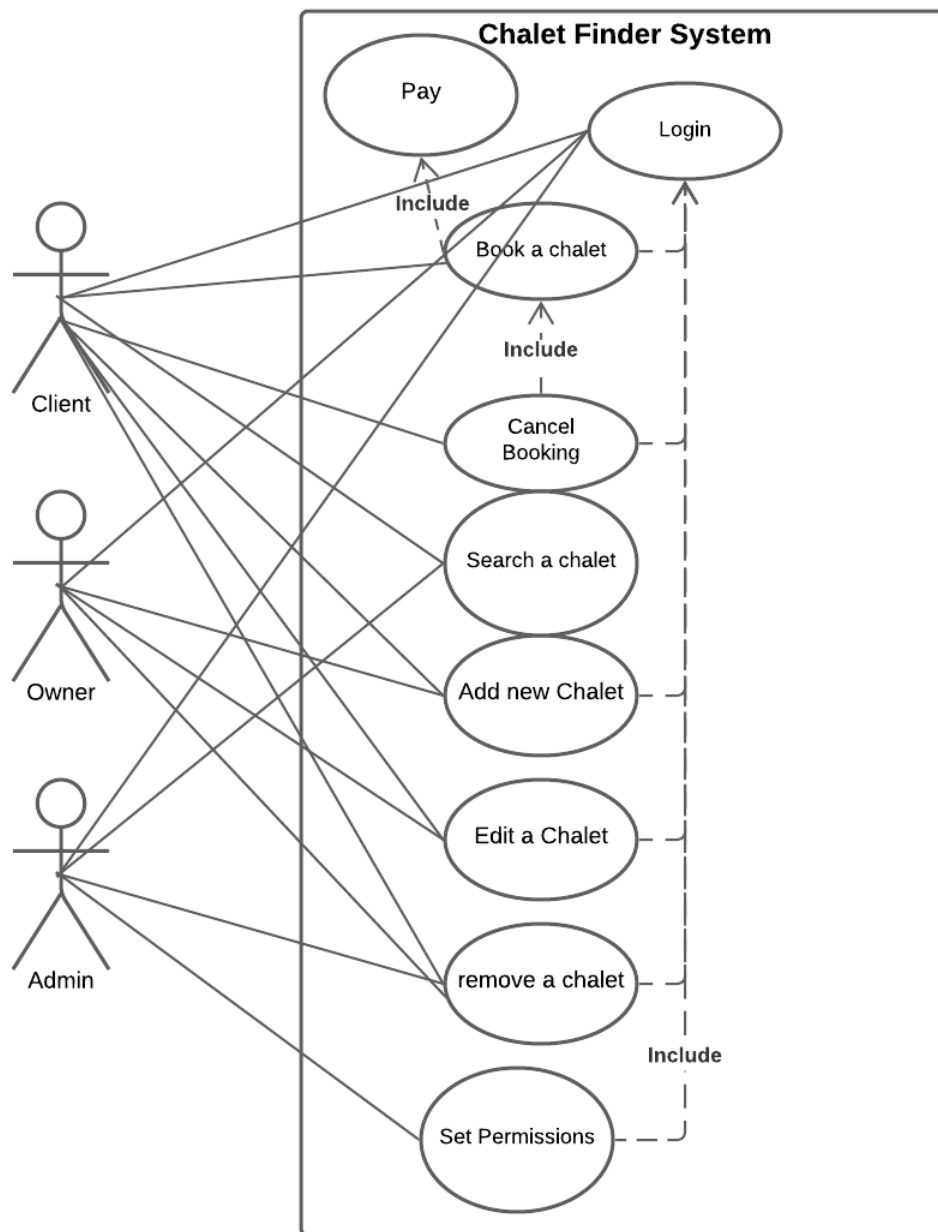 Chalet Finder System
Pay
Login
Include
Book a chalet
Include
Client
Cancel
Booking
Search a chalet
Owner
Add new Chalet
Edit a Chalet
Admin
remove a chalet
Include
Set Permissions